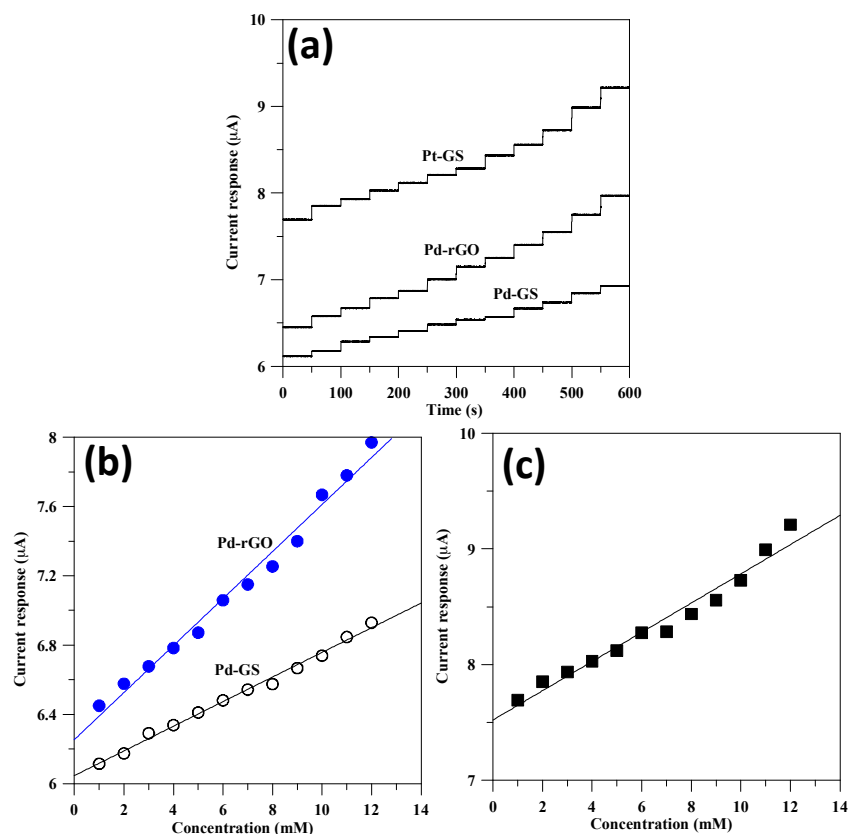 (a)
10
9
8
7
6
Current response (μA)
Pt-GS
Pd-rGO
Pd-GS
0 100 200 300 400 500 600
Time (s)
(b)
8
7.6
7.2
6.8
6.4
6
Current response (μA)
Pd-rGO
Pd-GS
0 2 4 6 8 10 12 14
Concentration (mM)
(c)
10
9
8
7
Current response (μA)
0 2 4 6 8 10 12 14
Concentration (mM)